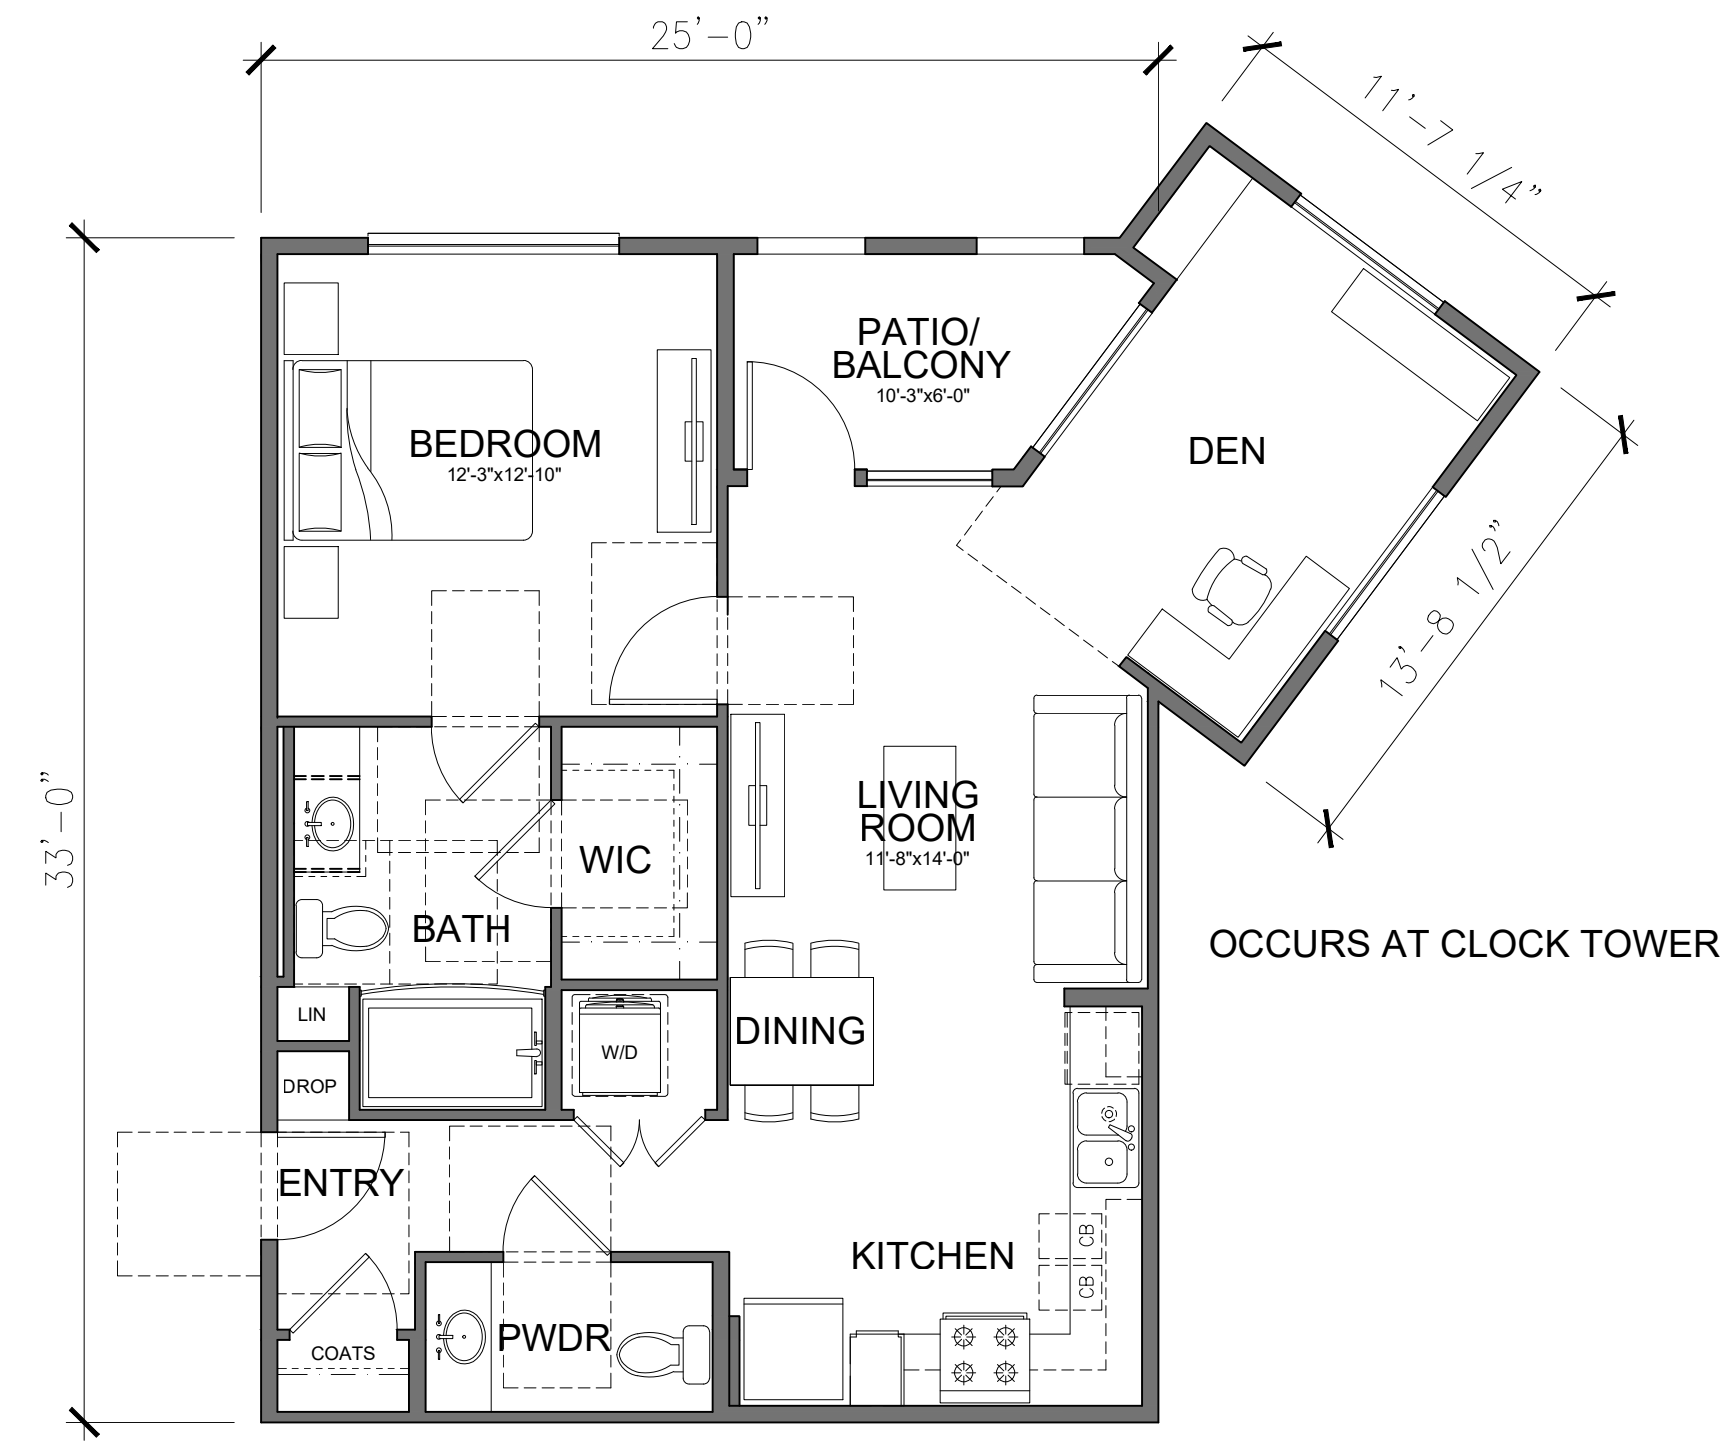 25'-0"
11'-7 1/4"
PATIO/
BALCONY
10'-3"x6'-0"
BEDROOM
12'-3"x12'-10"
DEN
13'-8 1/2"
33'-0"
LIVING
ROOM
11'-8"x14'-0"
WIC
BATH
OCCURS AT CLOCK TOWER
LIN
DINING
W/D
DROP
ENTRY
KITCHEN
CB
CB
PWDR
COATS